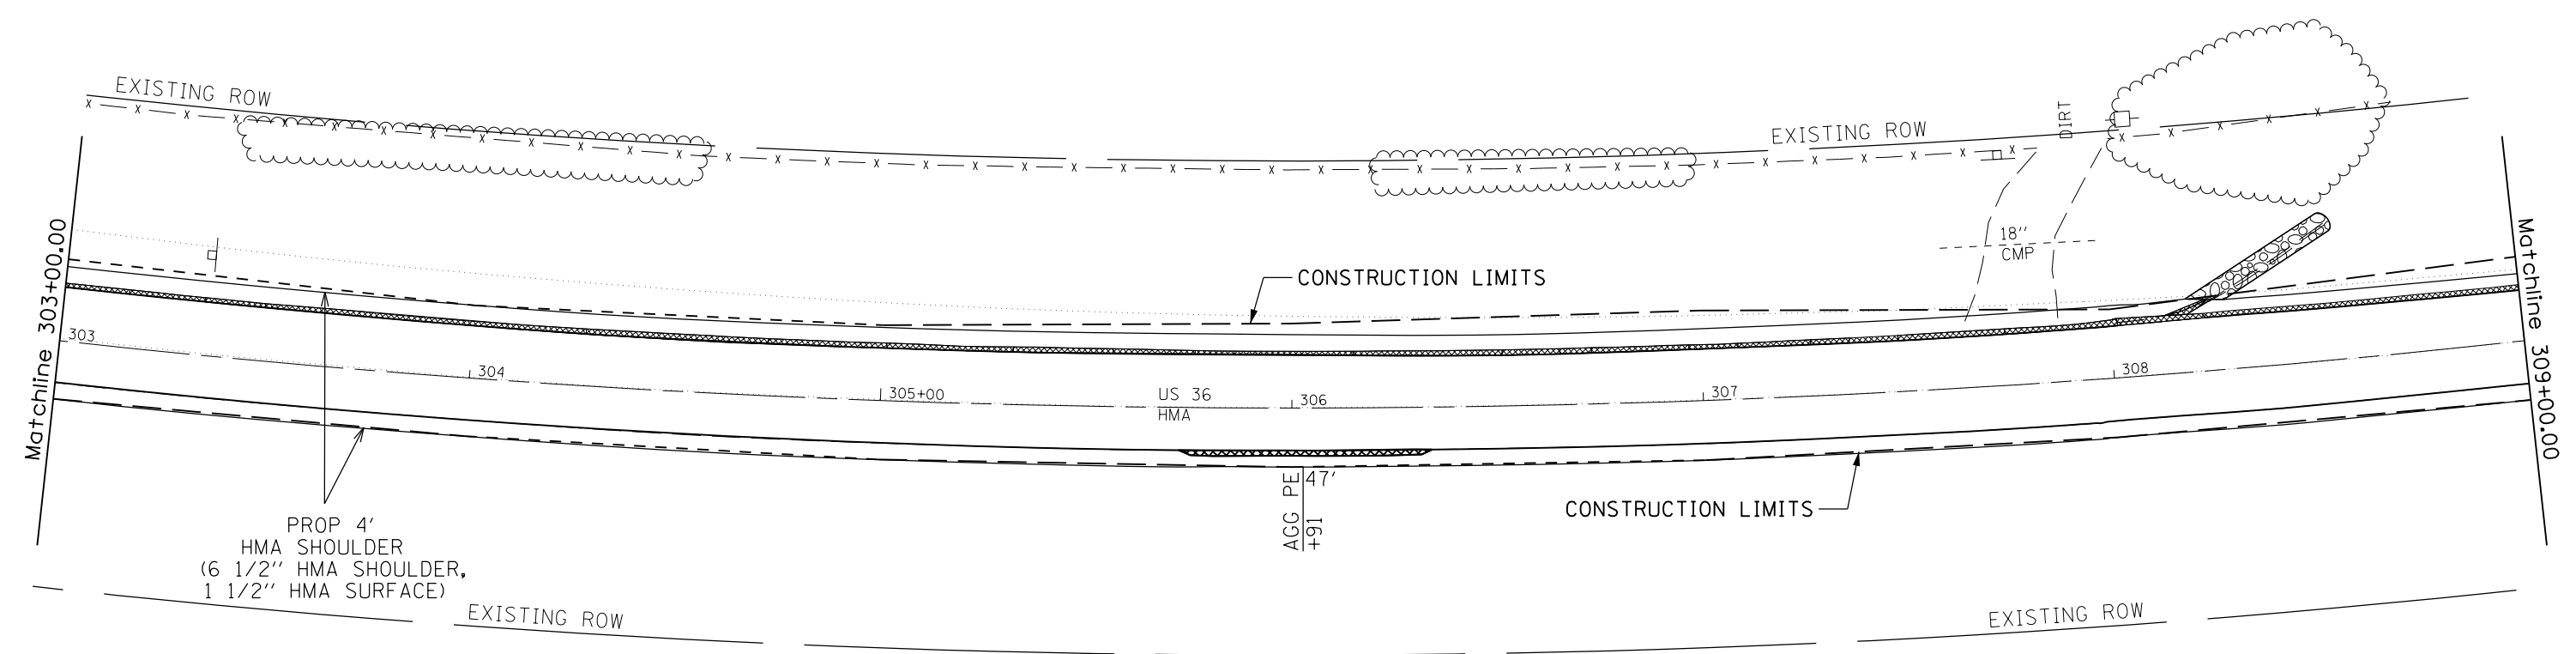 EXISTING ROW
EXISTING ROW
DIRT
18"
CMP
CONSTRUCTION LIMITS
Matchline 303+00.00
Matchline 309+00.00
303
304
305+00
US 36
HMA
306
307
308
AGG PE
47'
+91
CONSTRUCTION LIMITS
PROP 4'
HMA SHOULDER
(6 1/2" HMA SHOULDER,
1 1/2" HMA SURFACE)
EXISTING ROW
EXISTING ROW